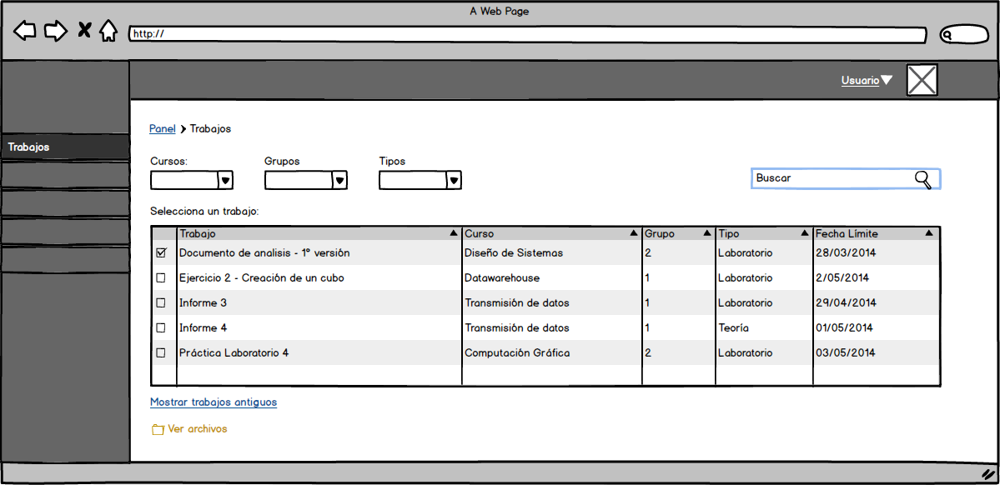 A Web Page
http://
Usuario
Panel Trabajos
Trabajos
Cursos: Grupos Tipos
Buscar
Selecciona un trabajo:
Trabajo Curso Grupo Tipo Fecha Límite
Documento de analisis - 1º versión Diseño de Sistemas 2 Laboratorio 28/03/2014
Ejercicio 2 - Creación de un cubo Datawarehouse 1 Laboratorio 2/05/2014
Informe 3 Transmisión de datos 1 Laboratorio 29/04/2014
Informe 4 Transmisión de datos 1 Teoría 01/05/2014
Práctica Laboratorio 4 Computación Gráfica 2 Laboratorio 03/05/2014
Mostrar trabajos antiguos
Ver archivos